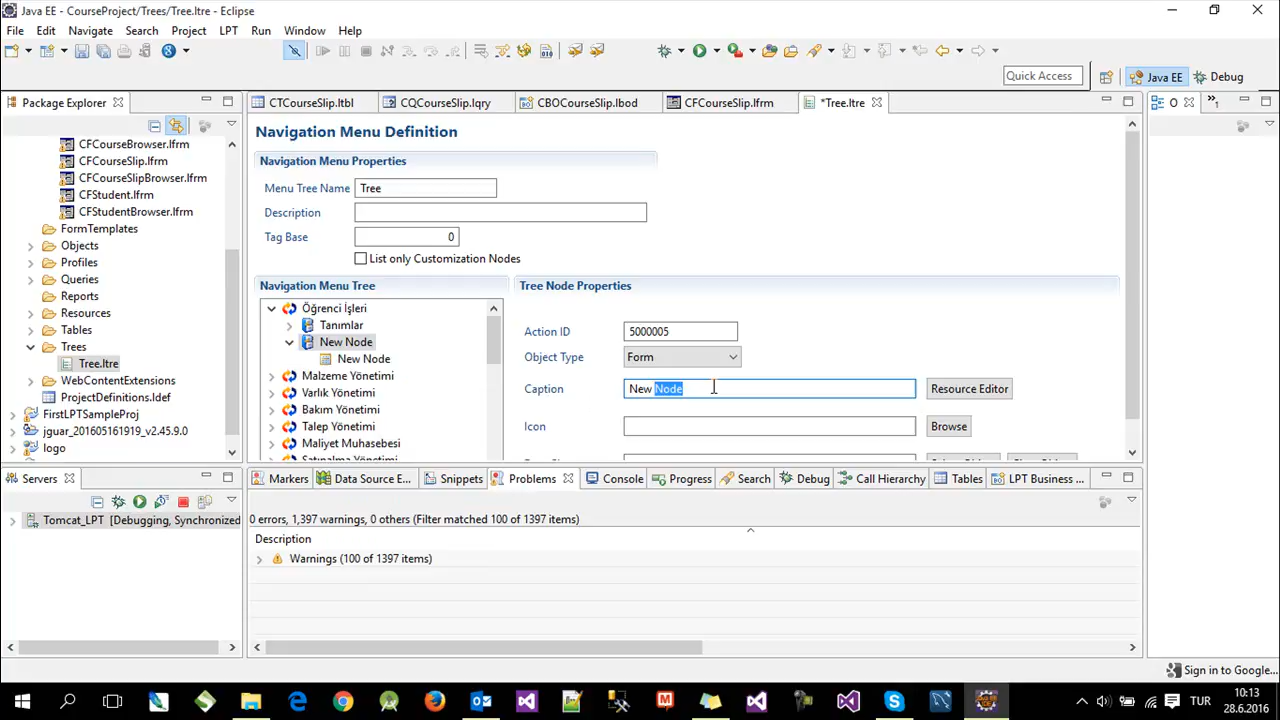 Java EE - CourseProject/Trees/Tree.ltre - Eclipse
File Edit Navigate Search Project LPT Run Window Help
Quick Access
Java EE
Debug
Package Explorer
CTCourseSlip.ltbl
CQCourseSlip.lqry
CBOCourseSlip.lbod
CFCourseSlip.lfrm
*Tree.ltre
O
»1
CFCourseBrowser.lfrm
CFCourseSlip.lfrm
CFCourseSlipBrowser.lfrm
CFStudent.lfrm
CFStudentBrowser.lfrm
FormTemplates
Objects
Profiles
Queries
Reports
Resources
Tables
Trees
Tree.ltre
WebContentExtensions
ProjectDefinitions.ldef
FirstLPTSampleProj
jguar_201605161919_v2.45.9.0
logo
Navigation Menu Definition
Navigation Menu Properties
Menu Tree Name Tree
Description
Tag Base 0
List only Customization Nodes
Navigation Menu Tree
Öğrenci İşleri
Tanımlar
New Node
New Node
Malzeme Yönetimi
Varlık Yönetimi
Bakım Yönetimi
Talep Yönetimi
Maliyet Muhasebesi
Satınalma Yönetimi
Tree Node Properties
Action ID 5000005
Object Type Form
Caption New Node Resource Editor
Icon Browse
Servers
Tomcat_LPT [Debugging, Synchronized
Markers
Data Source E...
Snippets
Problems
Console
Progress
Search
Debug
Call Hierarchy
Tables
LPT Business ...
0 errors, 1,397 warnings, 0 others (Filter matched 100 of 1397 items)
Description
Warnings (100 of 1397 items)
Sign in to Google...
TUR
10:13
28.6.2016